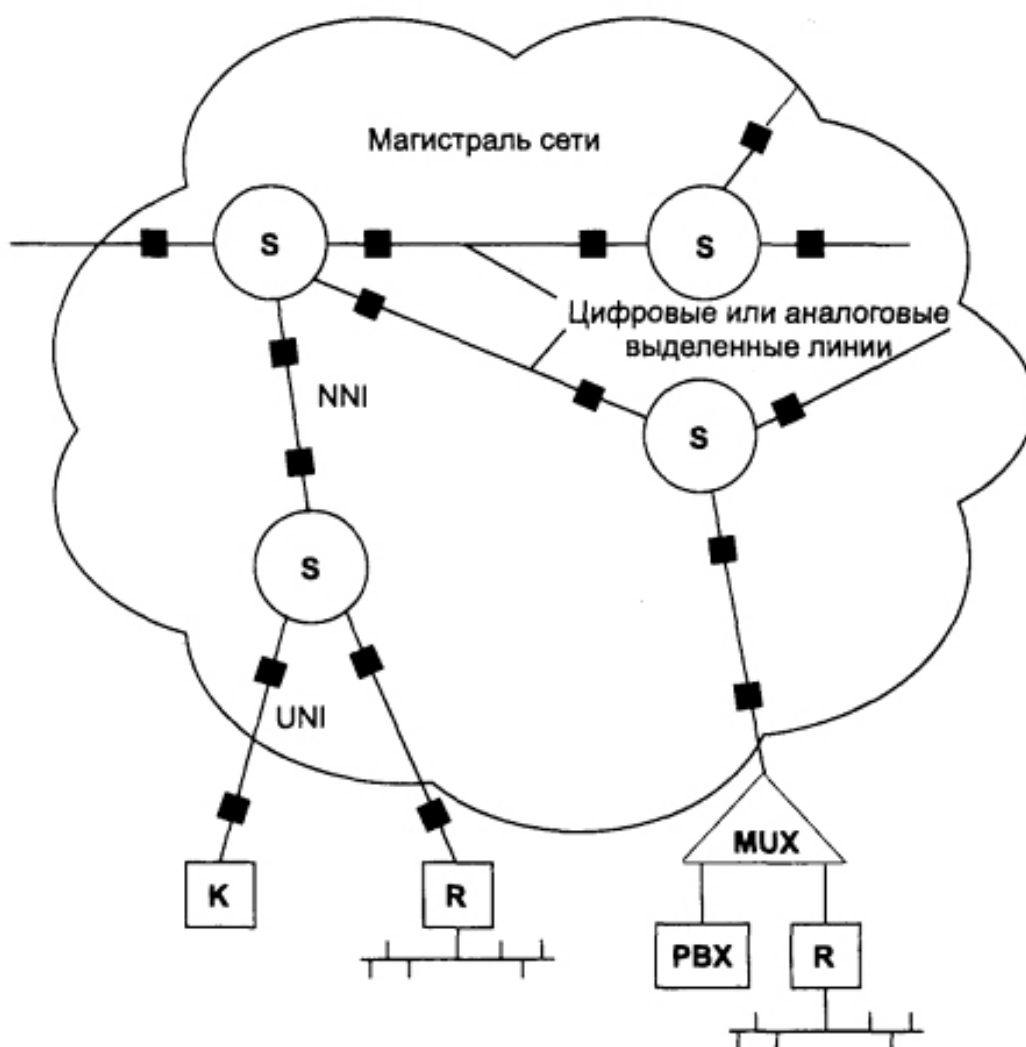 Магистраль сети
S
S
Цифровые или аналоговые
выделенные линии
NNI
S
S
UNI
MUX
K
R
PBX
R